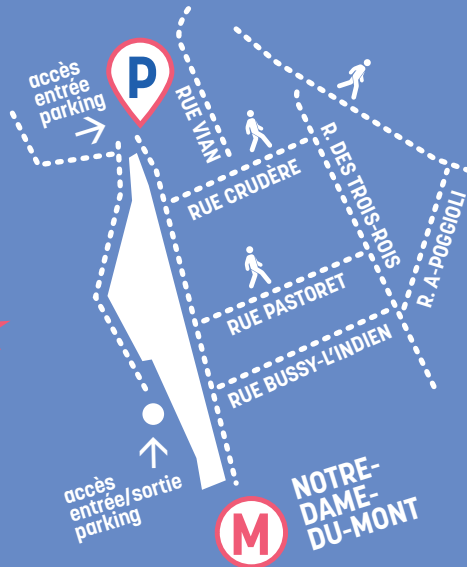 P
accès
entrée
parking
RUE VIAN
RUE CRUDÈRE
R. DES TROIS-ROIS
R. A-POGGIOLI
RUE PASTORET
RUE BUSSY-L'INDIEN
accès
entrée/sortie
parking
M
NOTRE-
DAME-
DU-MONT